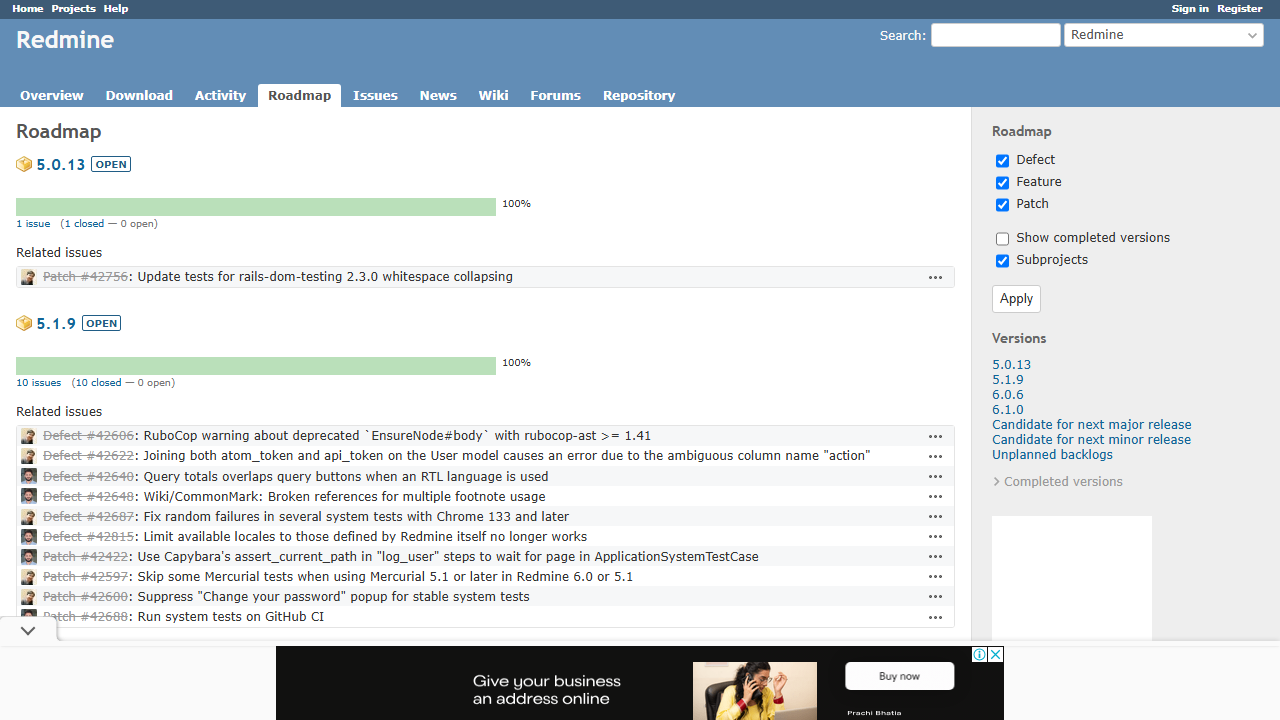 Home Projects Help Sign in Register
Redmine Search: Redmine
Overview Download Activity Roadmap Issues News Wiki Forums Repository
Roadmap
5.0.13 OPEN
100%
1 issue (1 closed — 0 open)
Related issues
Patch #42756: Update tests for rails-dom-testing 2.3.0 whitespace collapsing
5.1.9 OPEN
100%
10 issues (10 closed — 0 open)
Related issues
Defect #42606: RuboCop warning about deprecated `EnsureNode#body` with rubocop-ast >= 1.41
Defect #42622: Joining both atom_token and api_token on the User model causes an error due to the ambiguous column name "action"
Defect #42640: Query totals overlaps query buttons when an RTL language is used
Defect #42648: Wiki/CommonMark: Broken references for multiple footnote usage
Defect #42687: Fix random failures in several system tests with Chrome 133 and later
Defect #42815: Limit available locales to those defined by Redmine itself no longer works
Patch #42422: Use Capybara's assert_current_path in "log_user" steps to wait for page in ApplicationSystemTestCase
Patch #42597: Skip some Mercurial tests when using Mercurial 5.1 or later in Redmine 6.0 or 5.1
Patch #42600: Suppress "Change your password" popup for stable system tests
Patch #42688: Run system tests on GitHub CI
Roadmap
Defect
Feature
Patch
Show completed versions
Subprojects
Apply
Versions
5.0.13
5.1.9
6.0.6
6.1.0
Candidate for next major release
Candidate for next minor release
Unplanned backlogs
Completed versions
Give your business
an address online
Buy now
Prachi Bhatia